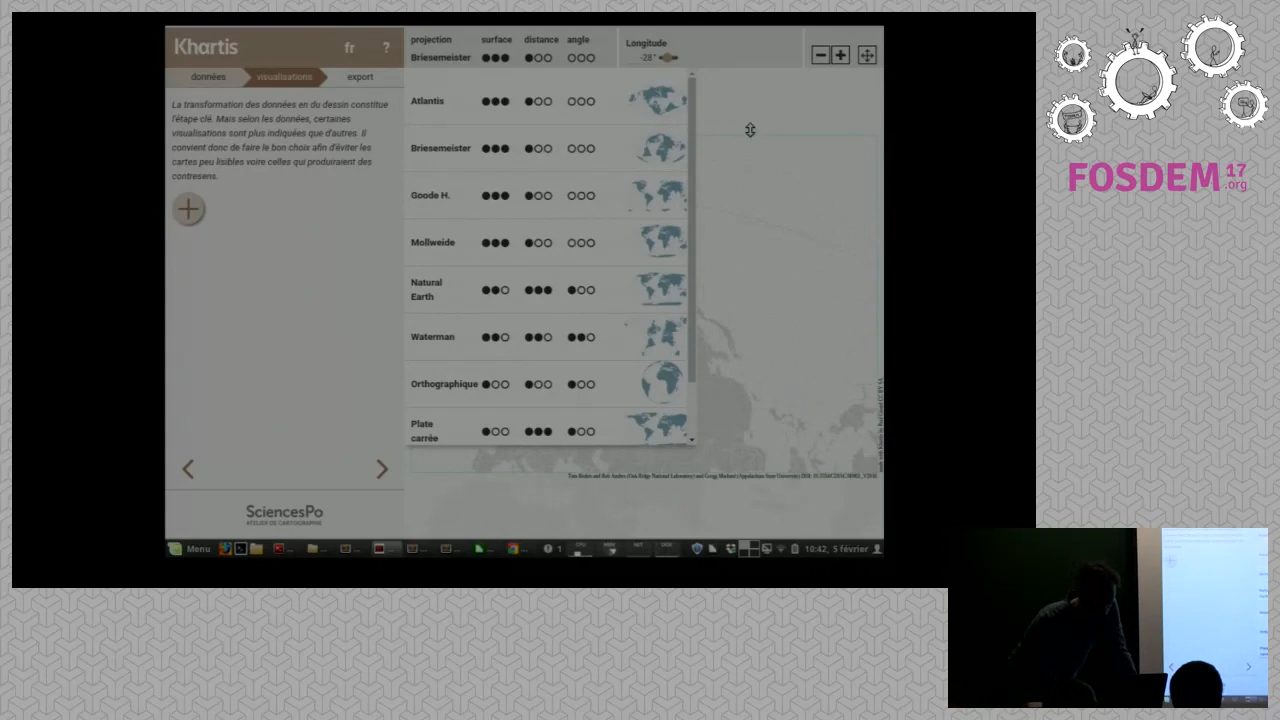 Khartis fr ?
données visualisations export
La transformation des données en du dessin constitue
l'étape clé. Mais selon les données, certaines
visualisations sont plus indiquées que d'autres. Il
convient donc de faire le bon choix afin d'éviter les
cartes peu lisibles voire celles qui produiraient des
contresens.
SciencesPo
ATELIER DE CARTOGRAPHIE
projection surface distance angle
Briesemeister
Longitude
-28°
Atlantis
Briesemeister
Goode H.
Mollweide
Natural
Earth
Waterman
Orthographique
Plate
carrée
Menu
1
10:42, 5 février
FOSDEM 17
.org